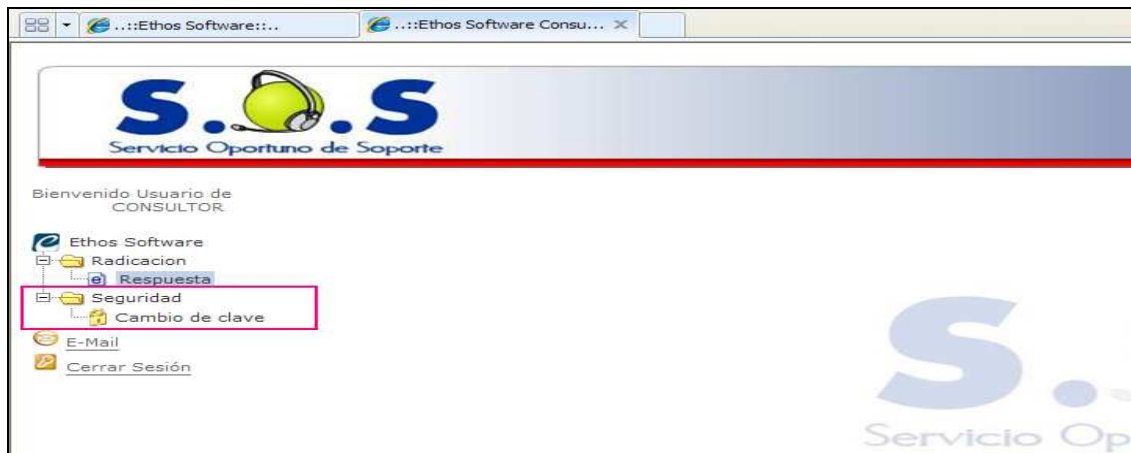 ..::Ethos Software::..
..::Ethos Software Consu...
S.O.S
Servicio Oportuno de Soporte
Bienvenido Usuario de
CONSULTOR
Ethos Software
Radicacion
Respuesta
Seguridad
Cambio de clave
E-Mail
Cerrar Sesión
S.
Servicio Op